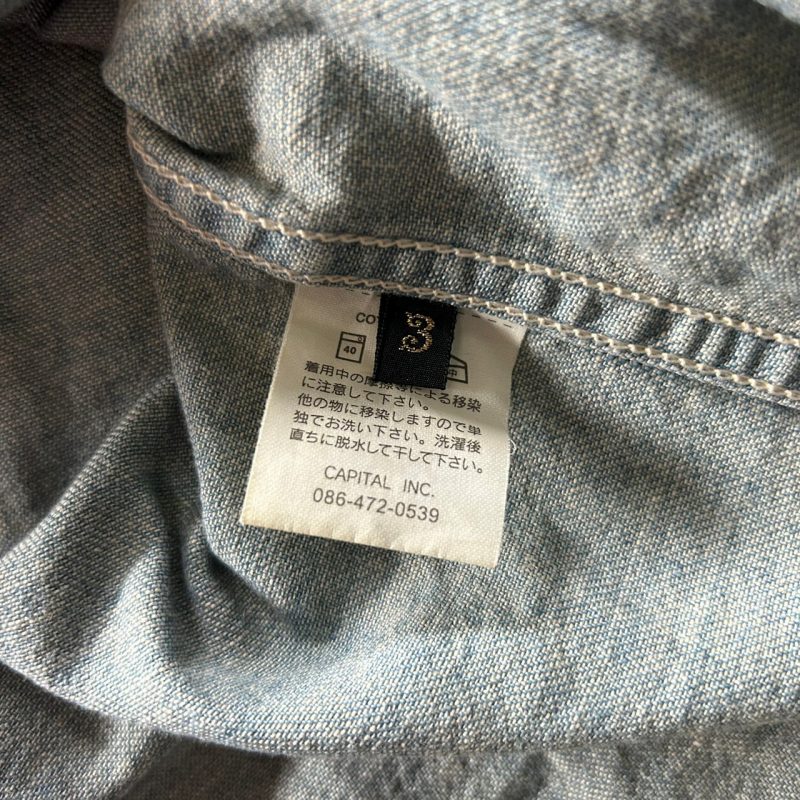 3
40
中
着用中の摩擦等による移染
に注意して下さい。
他の物に移染しますので単
独でお洗い下さい。洗濯後
直ちに脱水して干して下さい。
CAPITAL INC.
086-472-0539